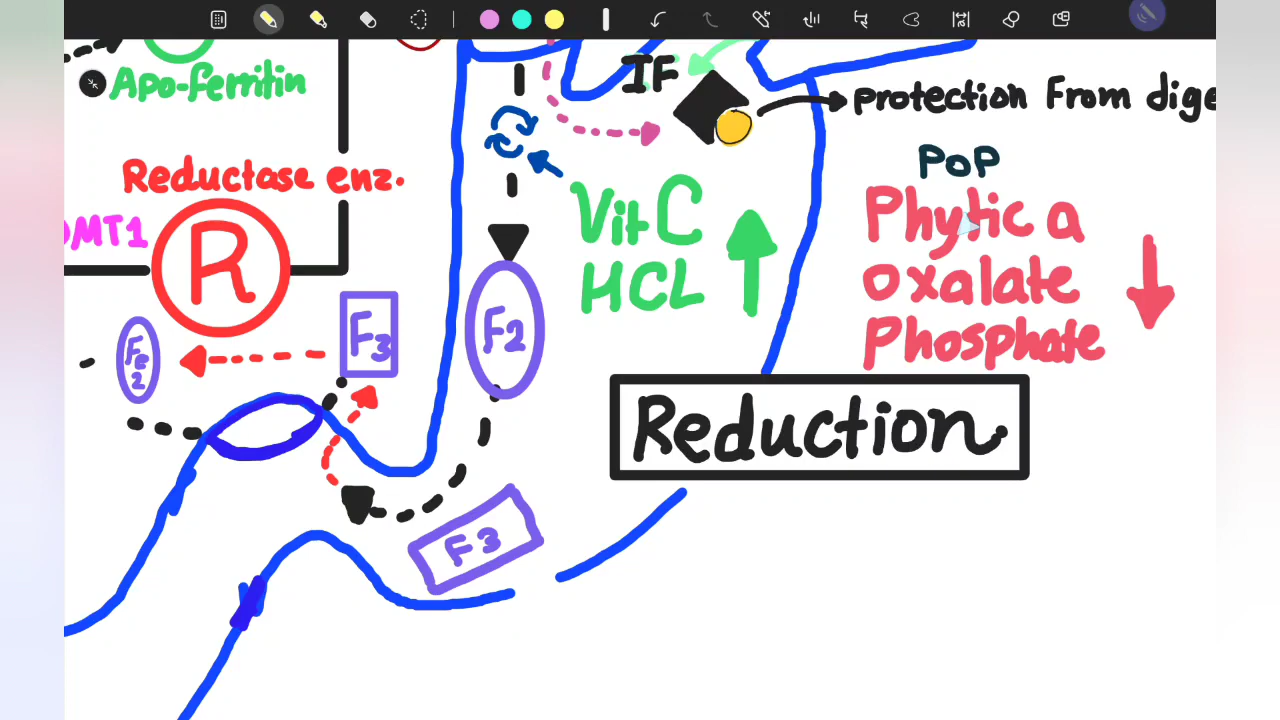 IF
Apo-ferritin
protection From dige
PoP
Reductase enz.
Vit C
Phytic a
DMT1
R
HCL
oxalate
F3
F2
Phosphate
Fe2
Reduction
F3